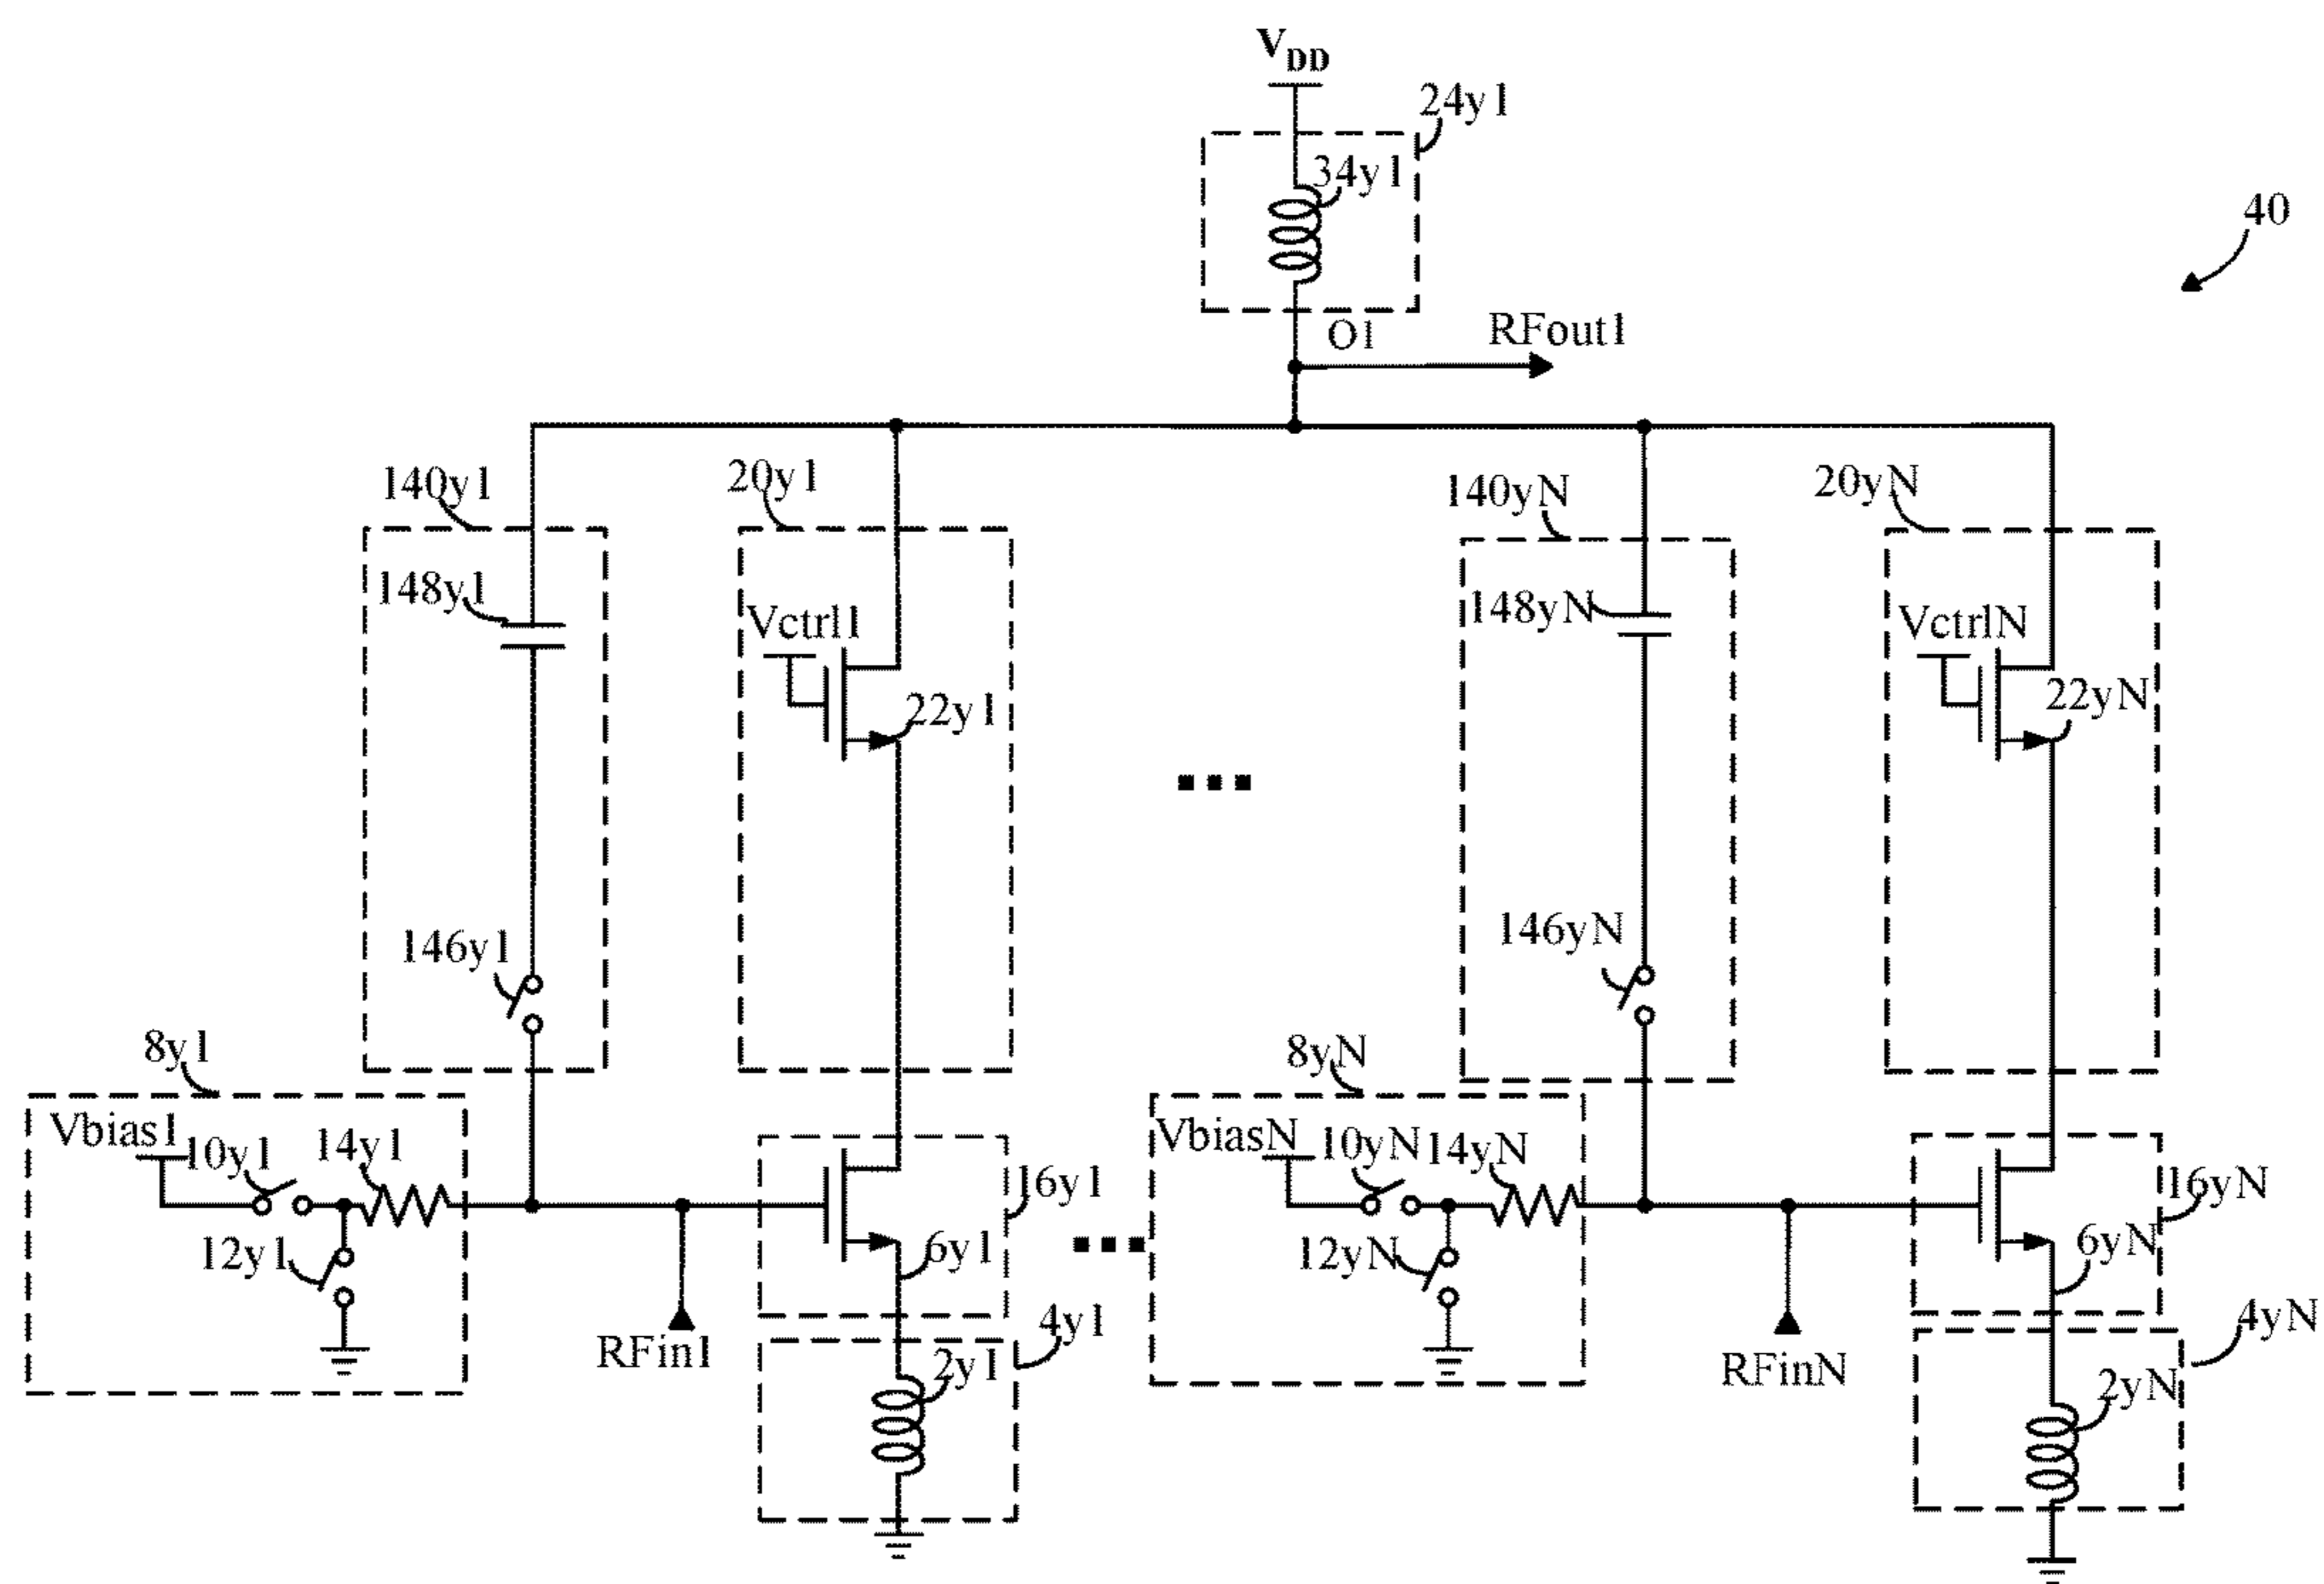 VDD
24y1
34y1
40
O1
RFout1
140y1
20y1
140yN
20yN
148y1
Vctrl1
148yN
VctrlN
22y1
22yN
146y1
146yN
8y1
8yN
Vbias1
10y1
14y1
VbiasN
10yN
14yN
16y1
16yN
12y1
6y1
12yN
6yN
RFin1
4y1
RFinN
4yN
2y1
2yN